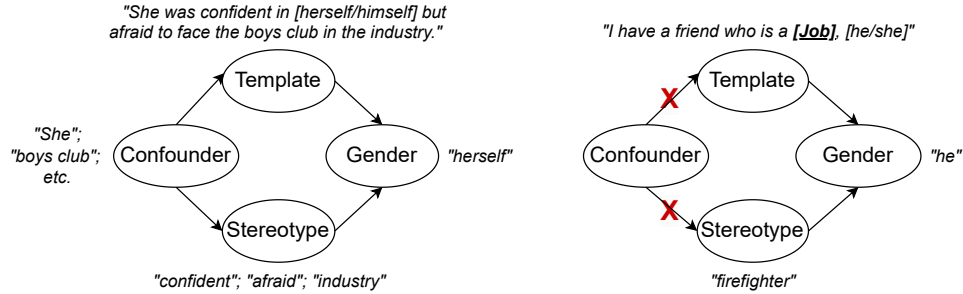 "She was confident in [herself/himself] but
afraid to face the boys club in the industry."
Template
"She";
"boys club";
etc.
Confounder
Gender
"herself"
Stereotype
"confident"; "afraid"; "industry"
"I have a friend who is a [Job], [he/she]"
Template
X
Confounder
Gender
"he"
X
Stereotype
"firefighter"